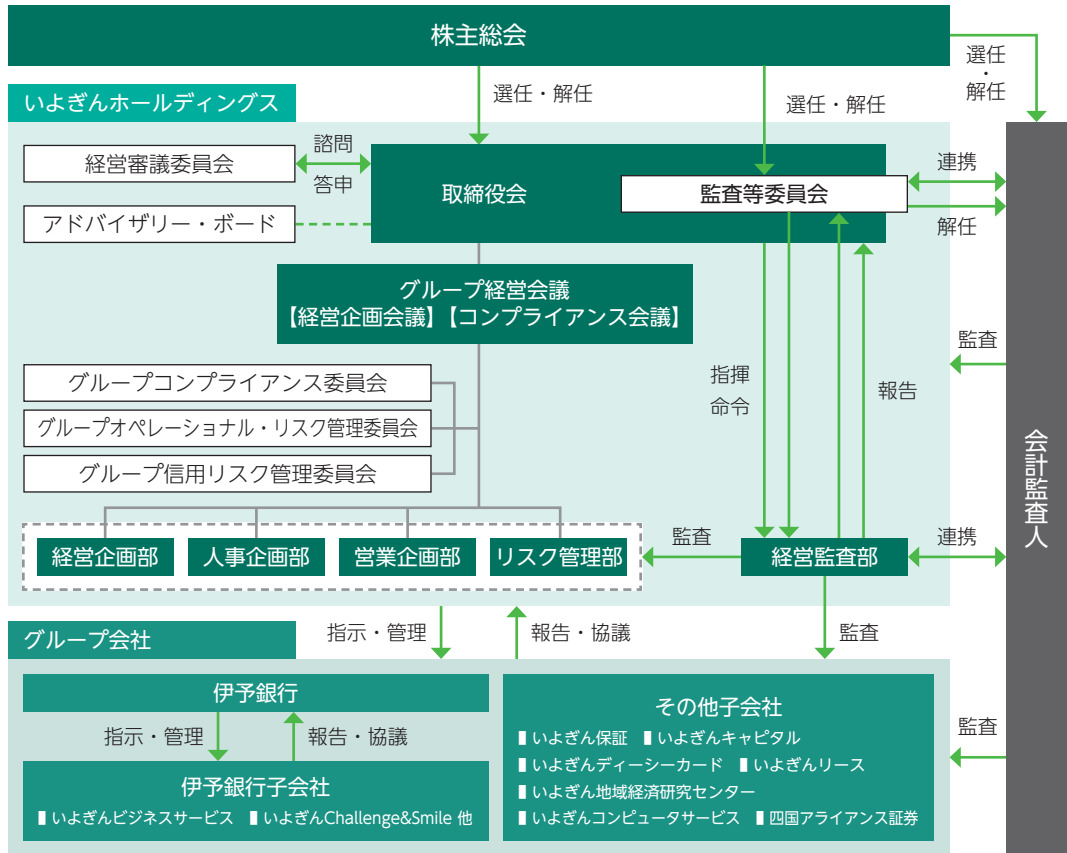 株主総会
選任・解任
選任・解任
選任
・
解任
いよぎんホールディングス
経営審議委員会
諮問
答申
アドバイザリー・ボード
取締役会
監査等委員会
連携
解任
グループ経営会議
【経営企画会議】【コンプライアンス会議】
監査
グループコンプライアンス委員会
グループオペレーショナル・リスク管理委員会
グループ信用リスク管理委員会
指揮
命令
報告
会計監査人
経営企画部
人事企画部
営業企画部
リスク管理部
監査
経営監査部
連携
グループ会社
指示・管理
報告・協議
監査
伊予銀行
指示・管理
報告・協議
伊予銀行子会社
▮いよぎんビジネスサービス ▮いよぎんChallenge&Smile 他
その他子会社
▮いよぎん保証 ▮いよぎんキャピタル
▮いよぎんディーシーカード ▮いよぎんリース
▮いよぎん地域経済研究センター
▮いよぎんコンピュータサービス ▮四国アライアンス証券
監査